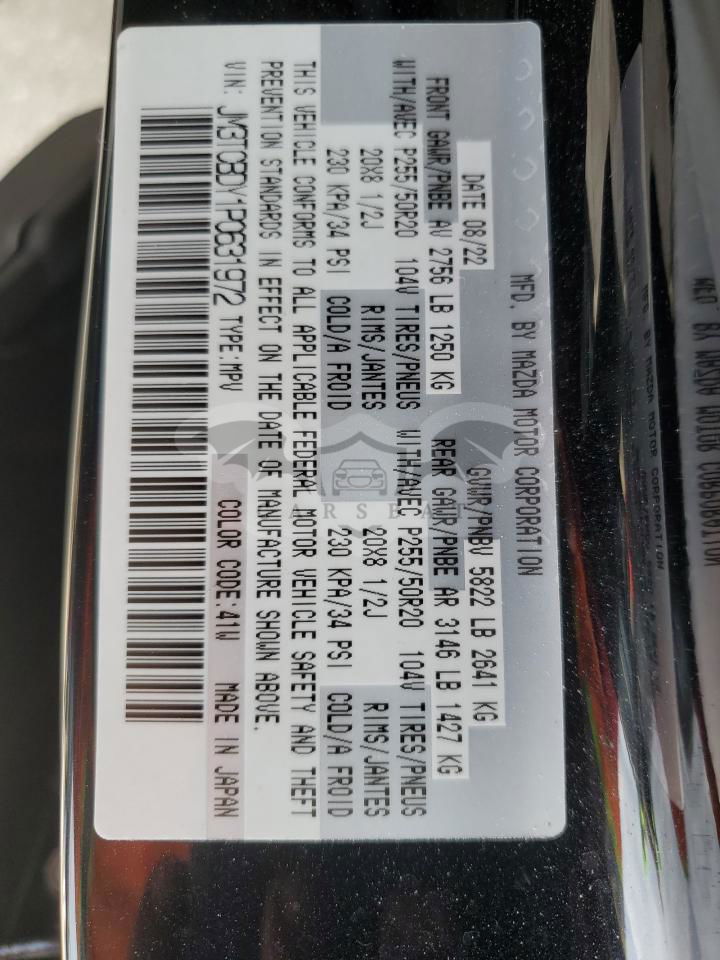 MFD. BY MAZDA MOTOR CORPORATION
DATE 08/22 GVWR/PNBV 5822 LB 2641 KG
FRONT GAWR/PNBE AV 2756 LB 1250 KG REAR GAWR/PNBE AR 3146 LB 1427 KG
WITH/AVEC P255/50R20 104V TIRES/PNEUS WITH/AVEC P255/50R20 104V TIRES/PNEUS
20X8 1/2J RIMS/JANTES 20X8 1/2J RIMS/JANTES
230 KPA/34 PSI COLD/A FROID 230 KPA/34 PSI COLD/A FROID
THIS VEHICLE CONFORMS TO ALL APPLICABLE FEDERAL MOTOR VEHICLE SAFETY AND THEFT
PREVENTION STANDARDS IN EFFECT ON THE DATE OF MANUFACTURE SHOWN ABOVE.
VIN: JM3TCBDY1P0631972 TYPE:MPV COLOR CODE:41W MADE IN JAPAN
CARSEAT